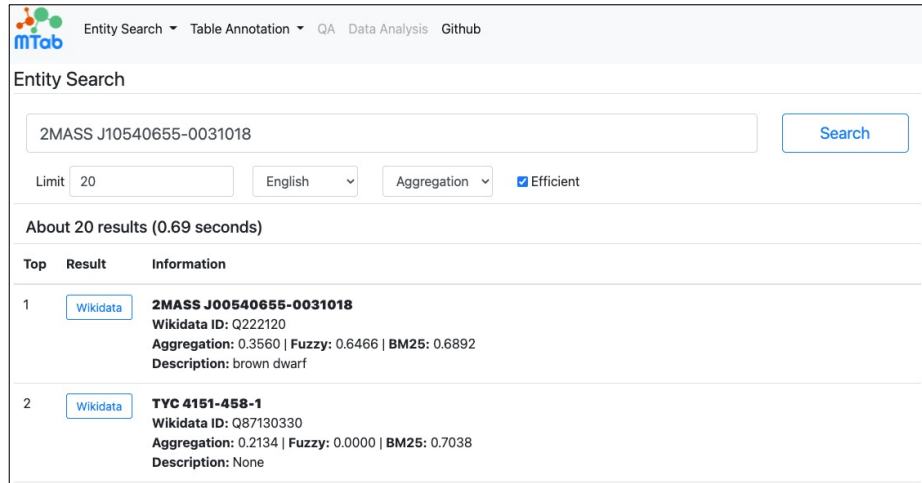 MTab Entity Search Table Annotation QA Data Analysis Github
Entity Search
2MASS J10540655-0031018 Search
Limit 20 English Aggregation Efficient
About 20 results (0.69 seconds)
Top Result Information
1 Wikidata 2MASS J00540655-0031018
Wikidata ID: Q222120
Aggregation: 0.3560 | Fuzzy: 0.6466 | BM25: 0.6892
Description: brown dwarf
2 Wikidata TYC 4151-458-1
Wikidata ID: Q87130330
Aggregation: 0.2134 | Fuzzy: 0.0000 | BM25: 0.7038
Description: None